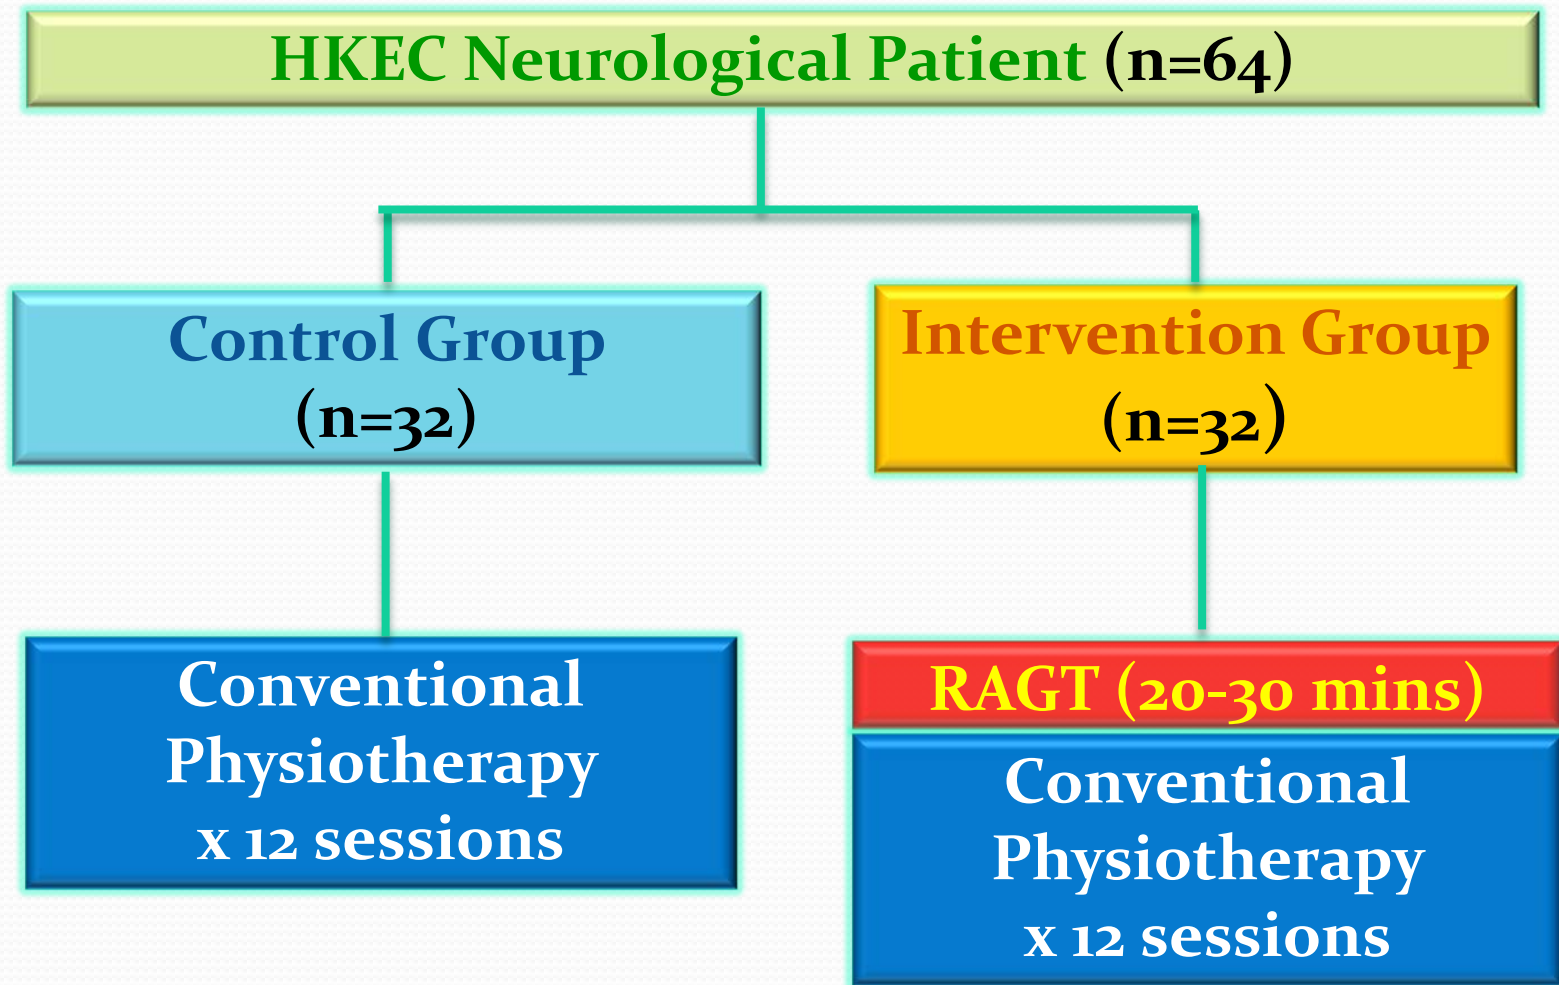 HKEC Neurological Patient (n=64)
Control Group
(n=32)
Intervention Group
(n=32)
Conventional
Physiotherapy
x 12 sessions
RAGT (20-30 mins)
Conventional
Physiotherapy
x 12 sessions